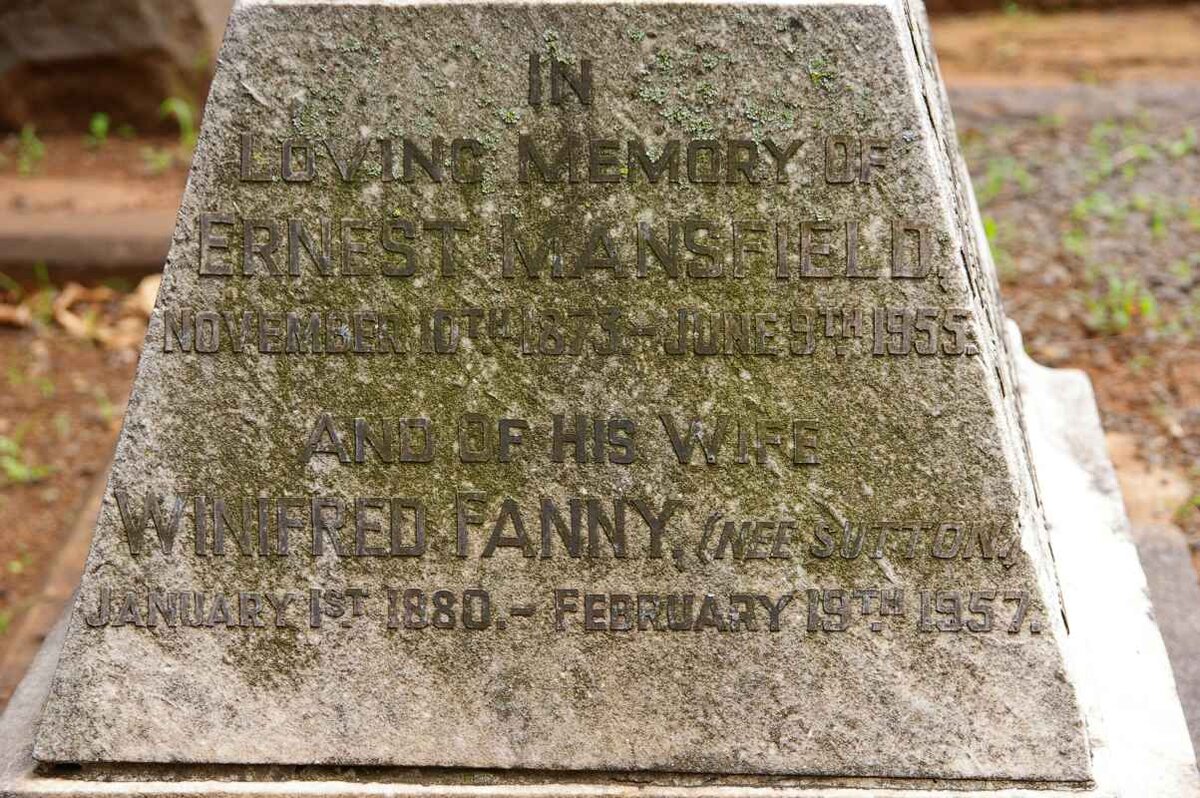 IN
LOVING MEMORY OF
ERNEST MANSFIELD.
NOVEMBER 10TH 1873.- JUNE 9TH 1955.
AND OF HIS WIFE
WINIFRED FANNY. (NEE SUTTON.)
JANUARY 1ST 1880.- FEBRUARY 19TH 1957.